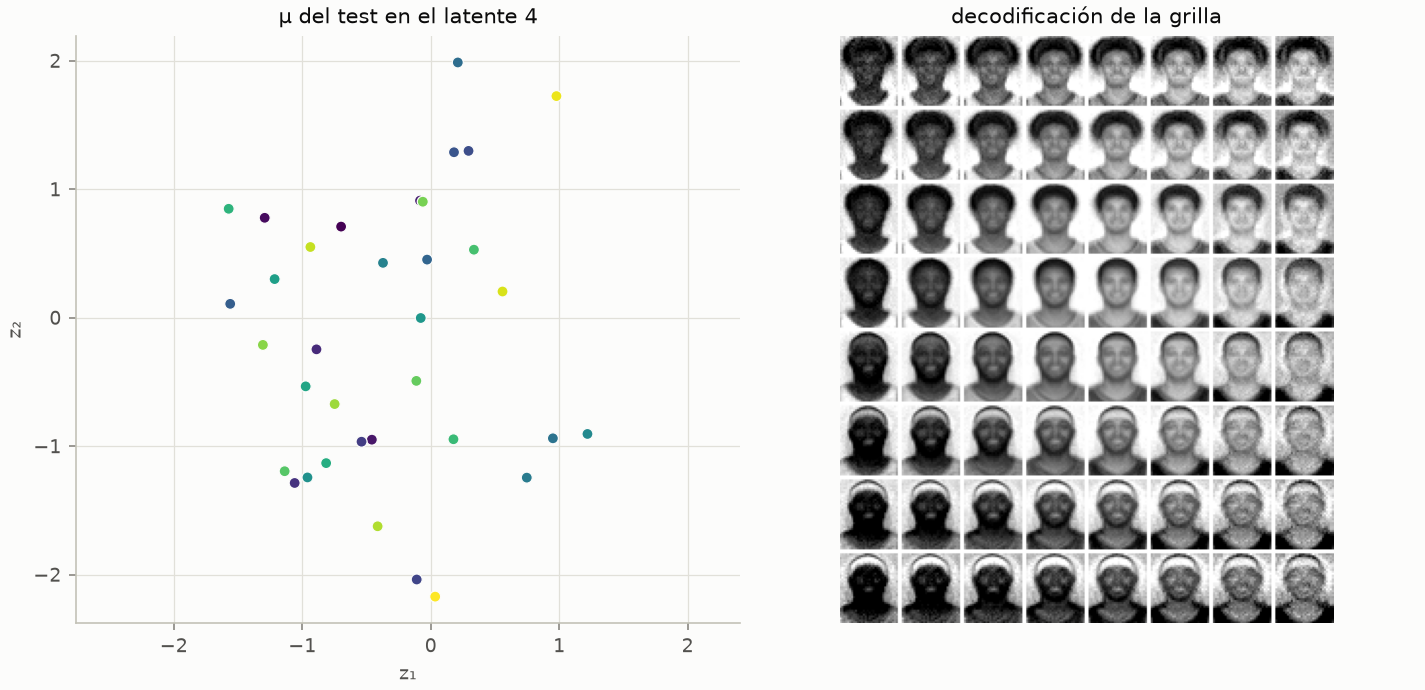 μ del test en el latente 4
2
1
0
−1
−2
z₂
−2
−1
0
1
2
z₁
decodificación de la grilla